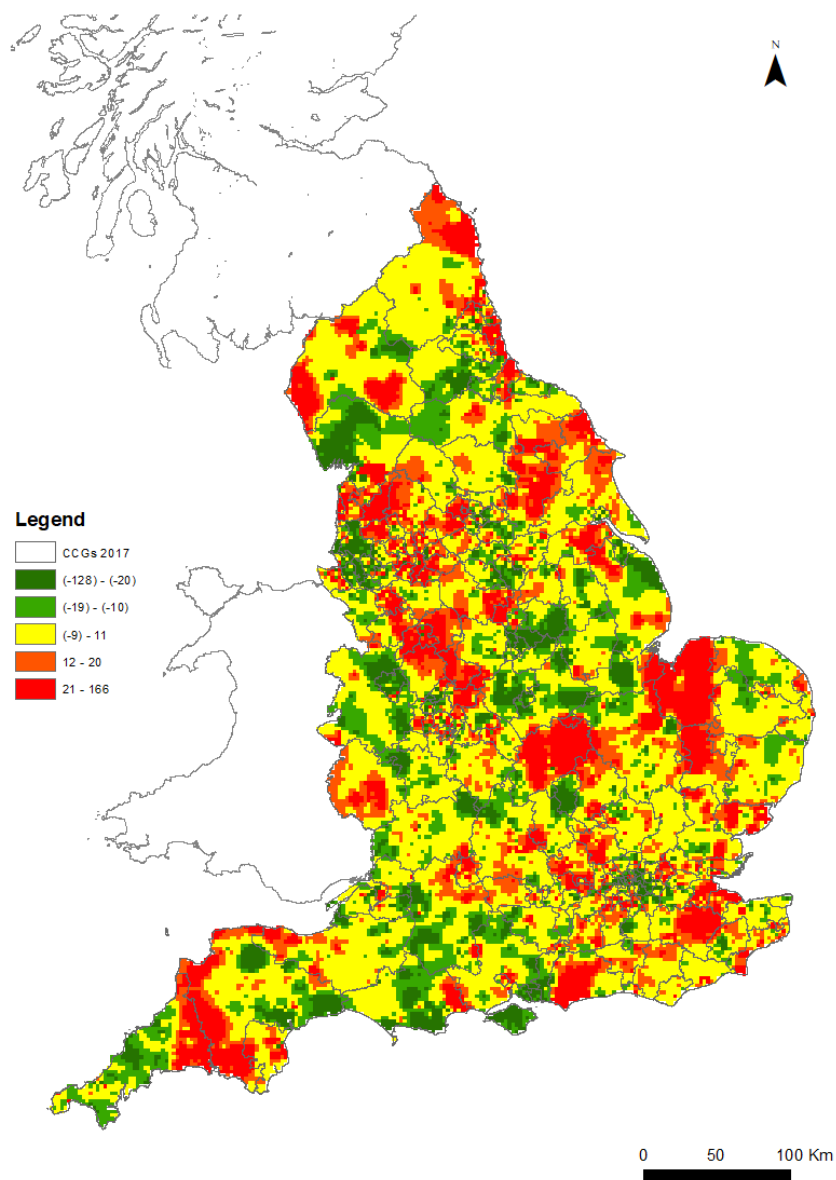 N
Legend
CCGs 2017
(-128) - (-20)
(-19) - (-10)
(-9) - 11
12 - 20
21 - 166
0 50 100 Km